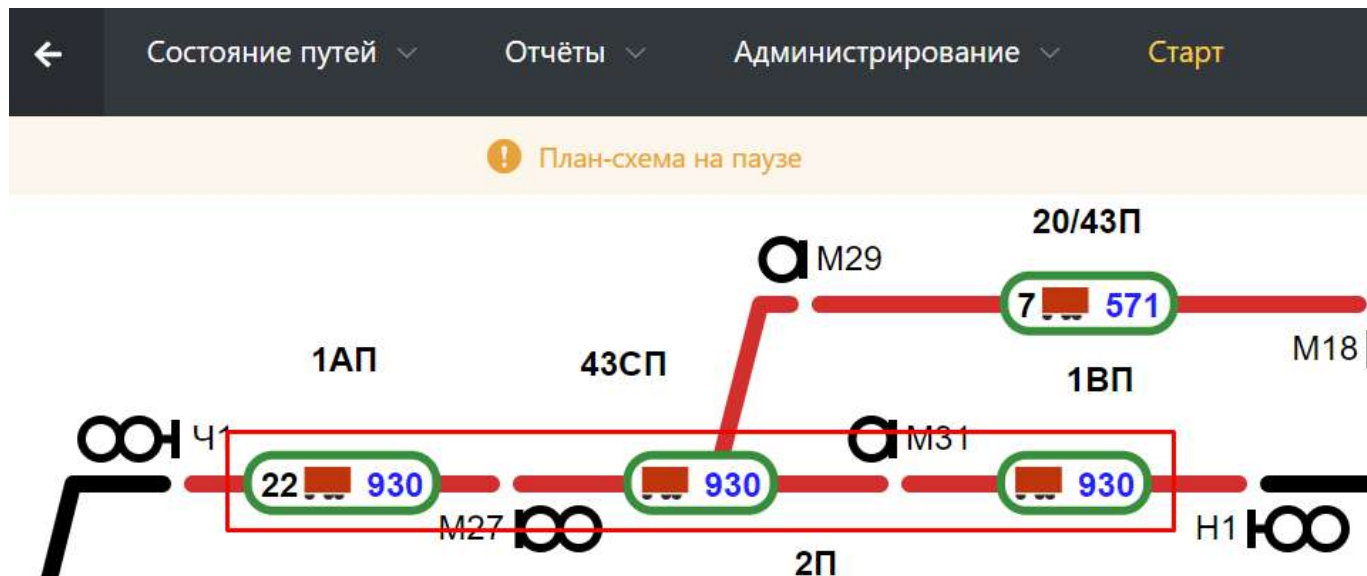 Состояние путей Отчёты Администрирование Старт
План-схема на паузе
20/43П
М29
7 571
М18
1АП 43СП 1ВП
Ч1 М31
22 930 930 930
М27 Н1
2П